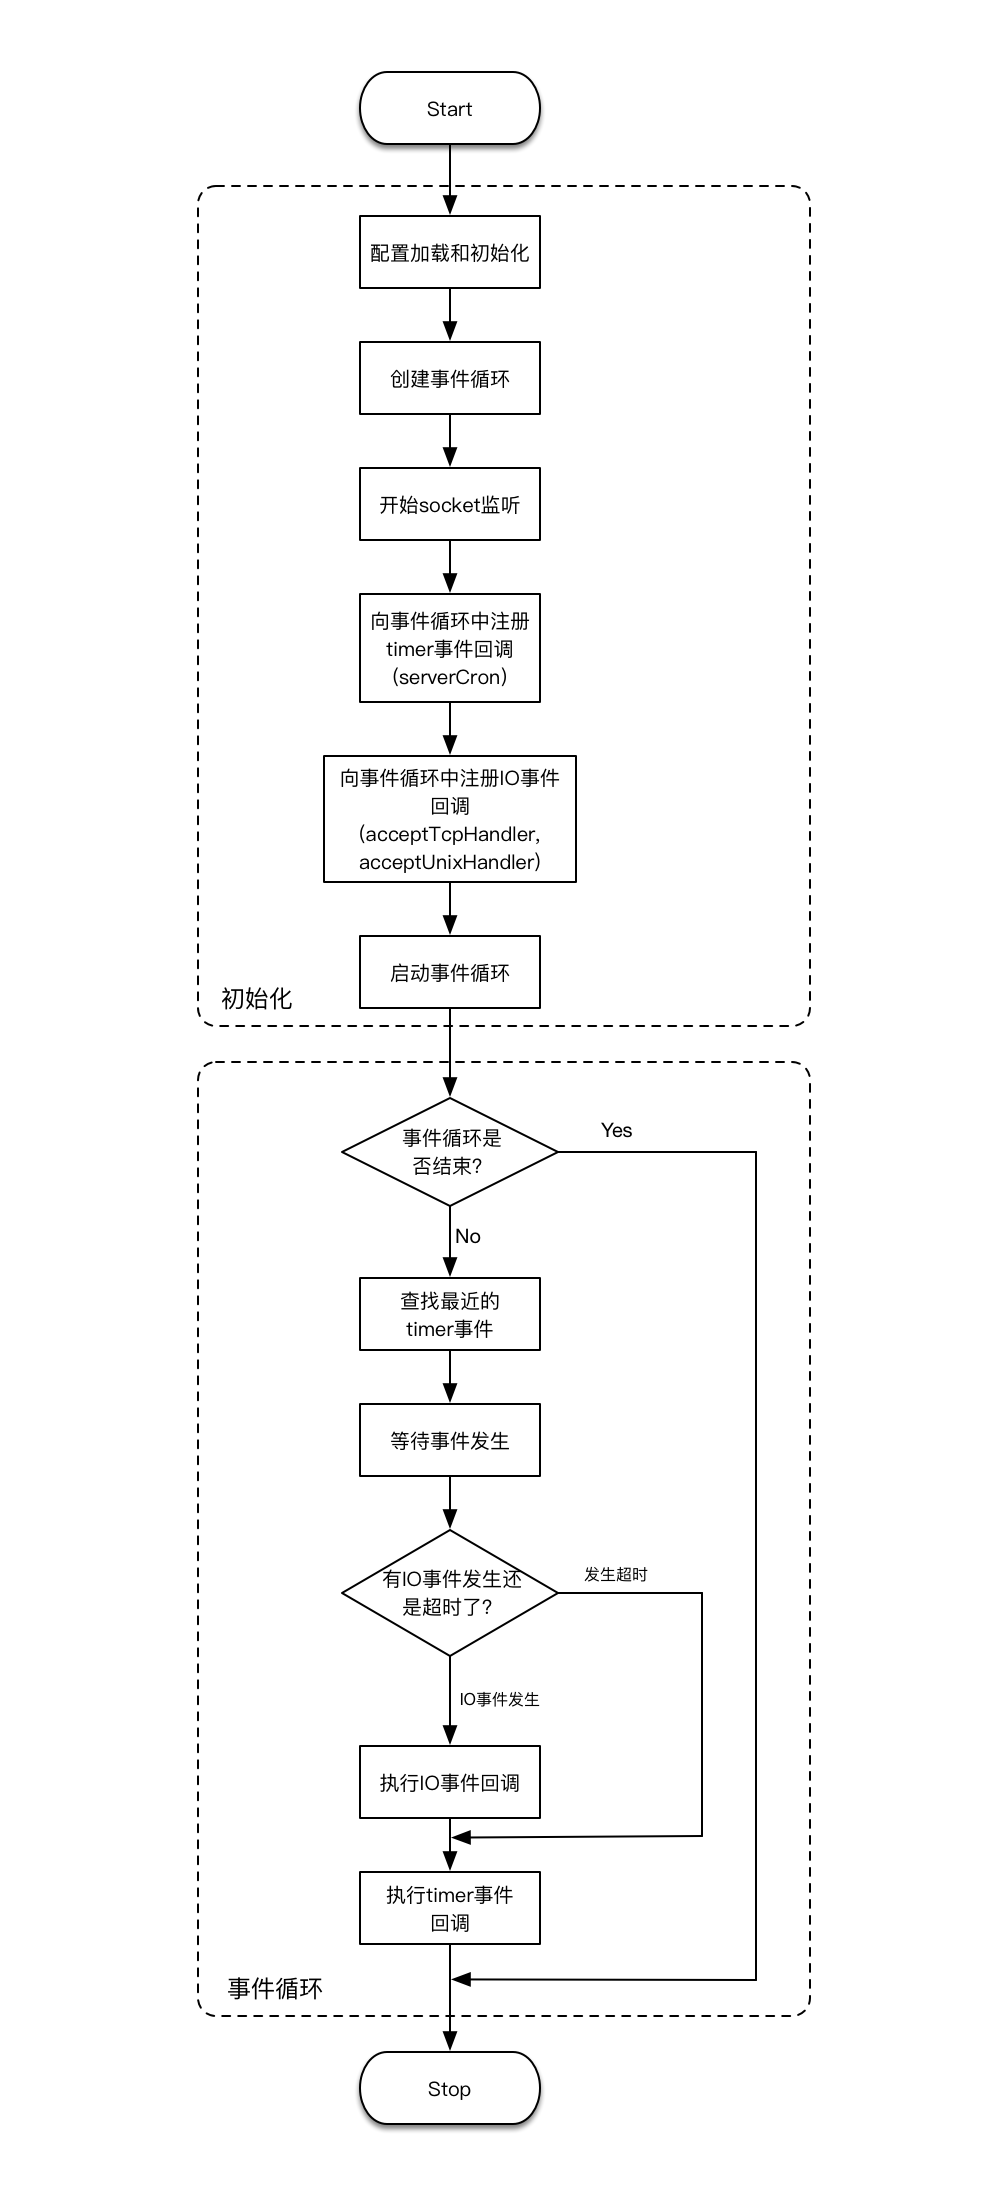 Start
配置加载和初始化
创建事件循环
开始socket监听
向事件循环中注册
timer事件回调
(serverCron)
向事件循环中注册IO事件
回调
(acceptTcpHandler,
acceptUnixHandler)
启动事件循环
初始化
事件循环是
否结束?
Yes
No
查找最近的
timer事件
等待事件发生
有IO事件发生还
是超时了?
发生超时
IO事件发生
执行IO事件回调
执行timer事件
回调
事件循环
Stop